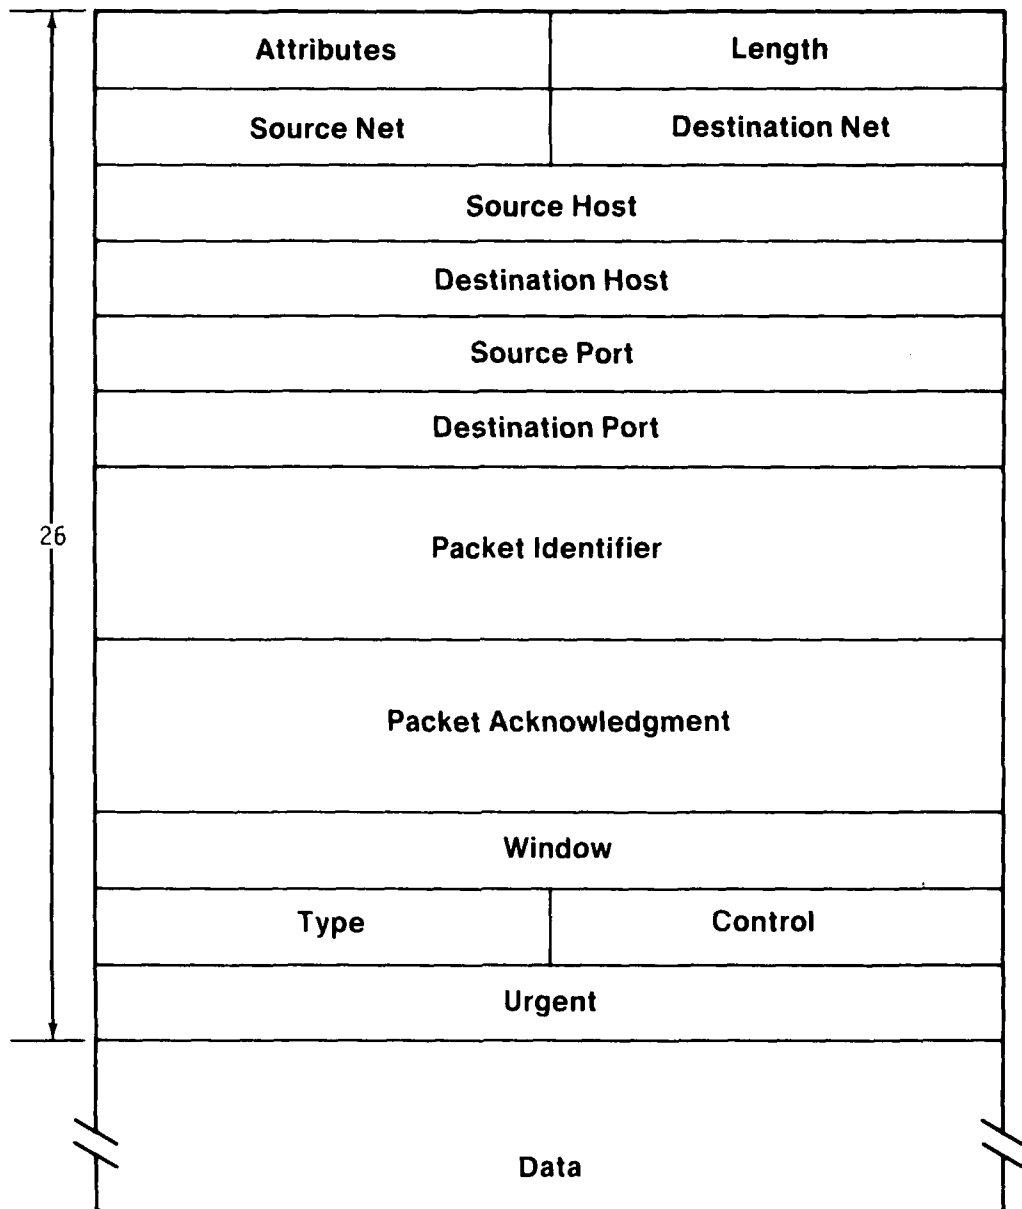 Attributes Length
Source Net Destination Net
Source Host
Destination Host
Source Port
Destination Port
26
Packet Identifier
Packet Acknowledgment
Window
Type Control
Urgent
Data